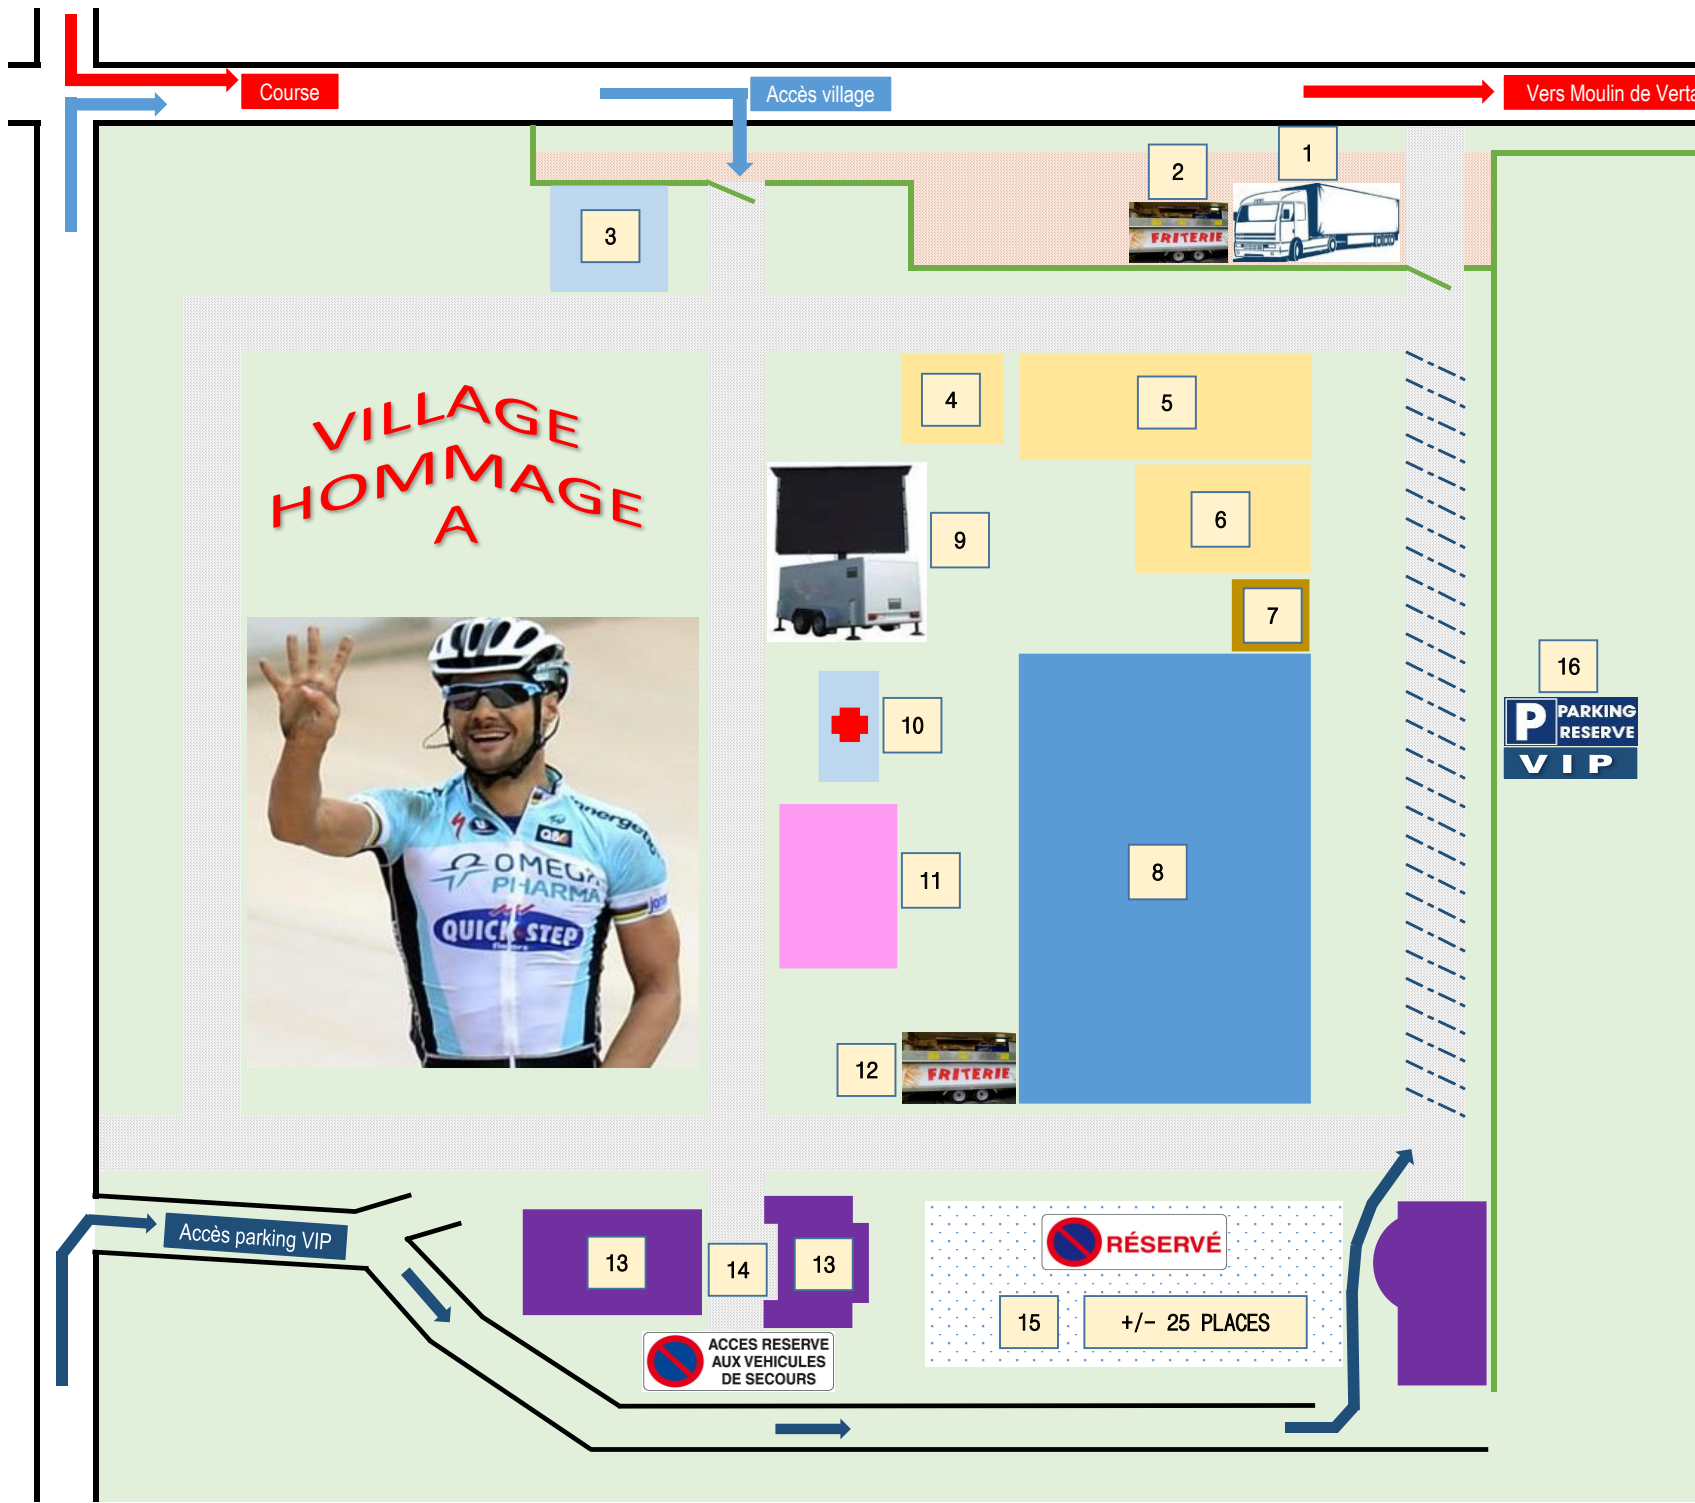 Course
Accès village
Vers Moulin de Verta
1
2
FRITERIE
3
4
5
VILLAGE
HOMMAGE
A
6
9
7
16
P PARKING
RESERVE
VIP
10
OMEGA
PHARMA
QUICK STEP
8
11
12
FRITERIE
Accès parking VIP
13
14
13
RÉSERVÉ
15
+/- 25 PLACES
ACCES RESERVE
AUX VEHICULES
DE SECOURS